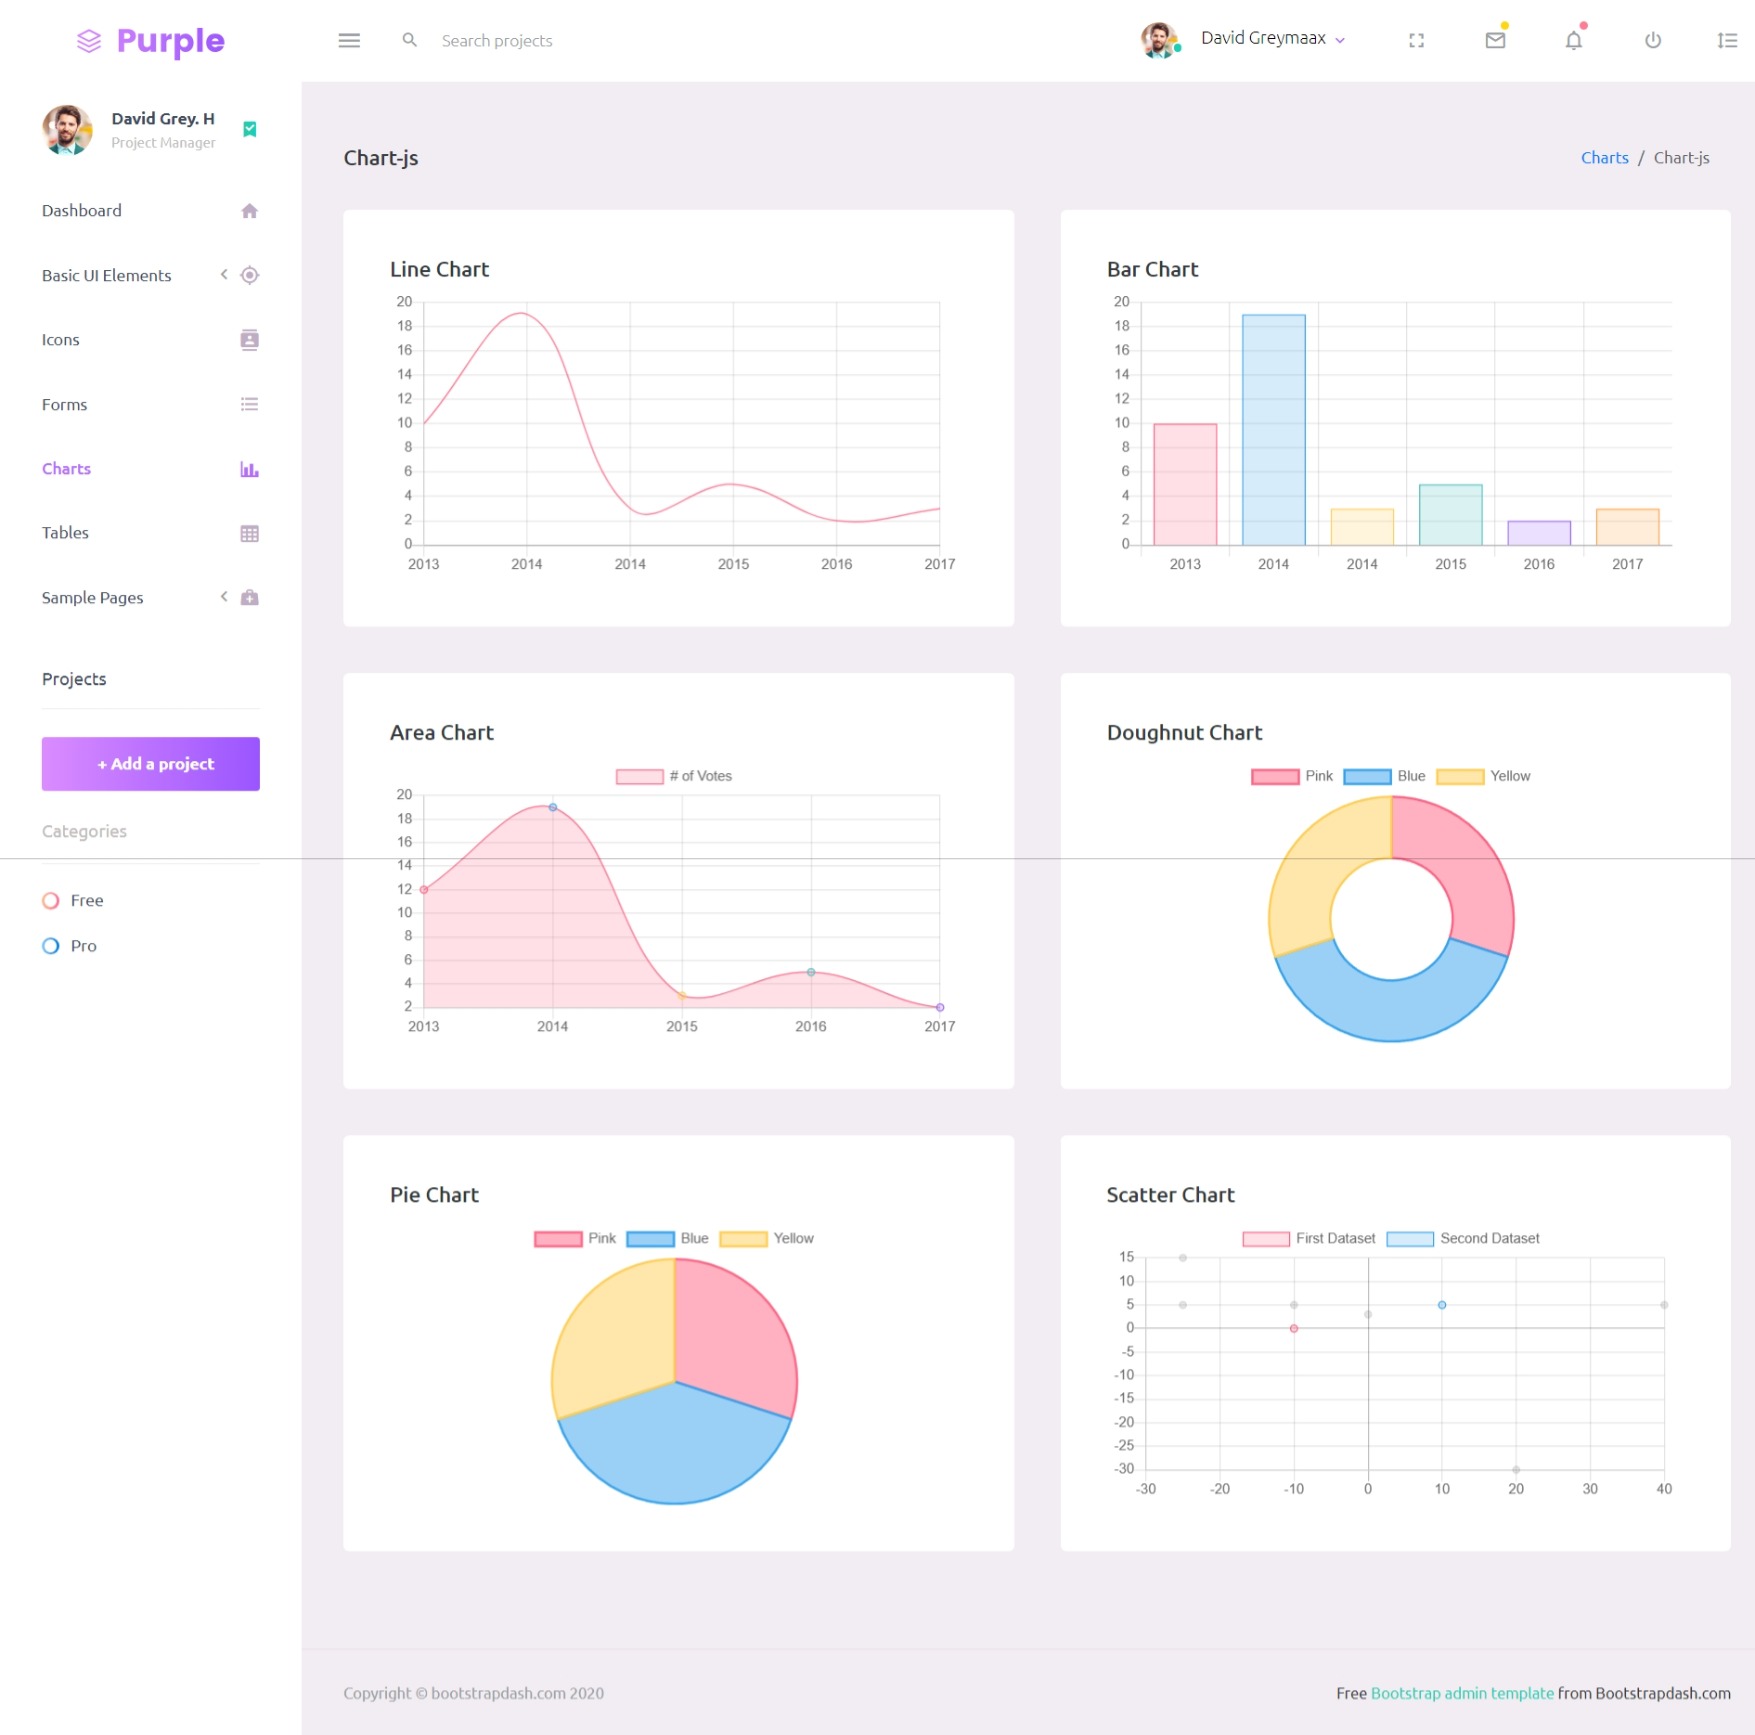 Purple
Search projects
David Greymaax
David Grey. H
Project Manager
Dashboard
Basic UI Elements
Icons
Forms
Charts
Tables
Sample Pages
Projects
+ Add a project
Categories
Free
Pro
Chart-js
Charts / Chart-js
Line Chart
20
18
16
14
12
10
8
6
4
2
0
2013 2014 2014 2015 2016 2017
Bar Chart
20
18
16
14
12
10
8
6
4
2
0
2013 2014 2014 2015 2016 2017
Area Chart
# of Votes
20
18
16
14
12
10
8
6
4
2
2013 2014 2015 2016 2017
Doughnut Chart
Pink Blue Yellow
Pie Chart
Pink Blue Yellow
Scatter Chart
First Dataset Second Dataset
15
10
5
0
-5
-10
-15
-20
-25
-30
-30 -20 -10 0 10 20 30 40
Copyright © bootstrapdash.com 2020
Free Bootstrap admin template from Bootstrapdash.com